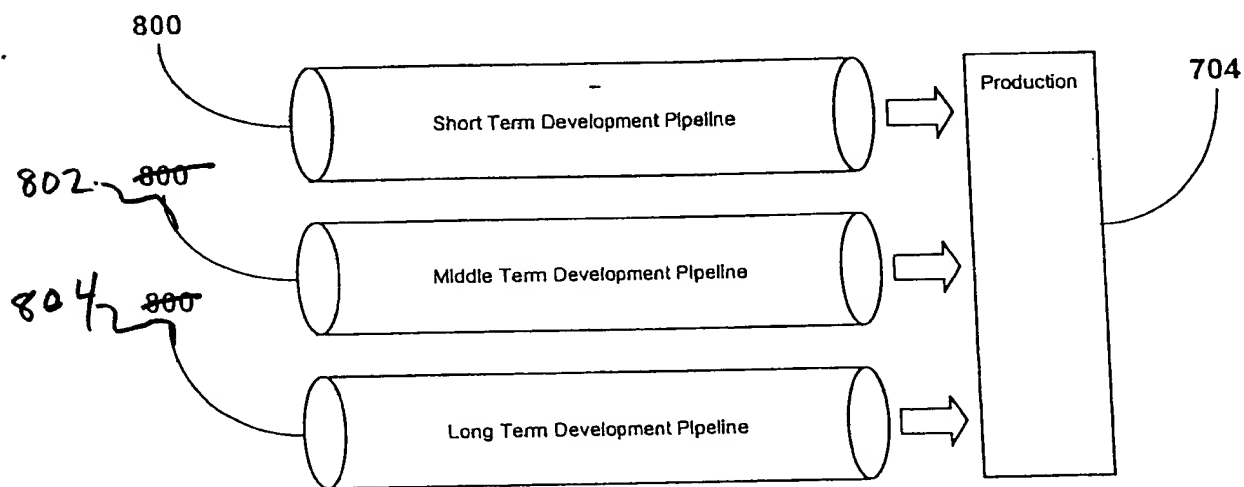 800
Short Term Development Pipeline
Production
704
802. 800
Middle Term Development Pipeline
804 800
Long Term Development Pipeline